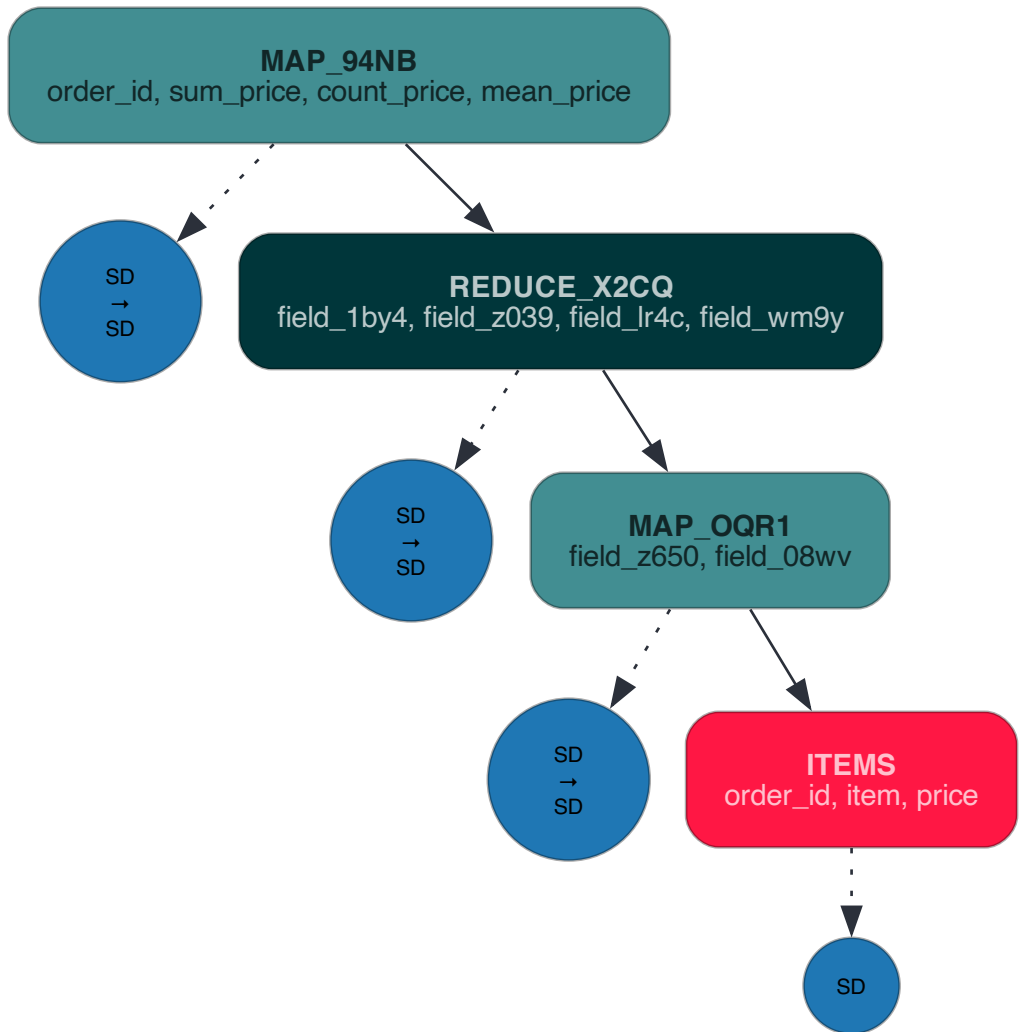 MAP_94NB
order_id, sum_price, count_price, mean_price
SD
→
SD
REDUCE_X2CQ
field_1by4, field_z039, field_lr4c, field_wm9y
SD
→
SD
MAP_OQR1
field_z650, field_08wv
SD
→
SD
ITEMS
order_id, item, price
SD